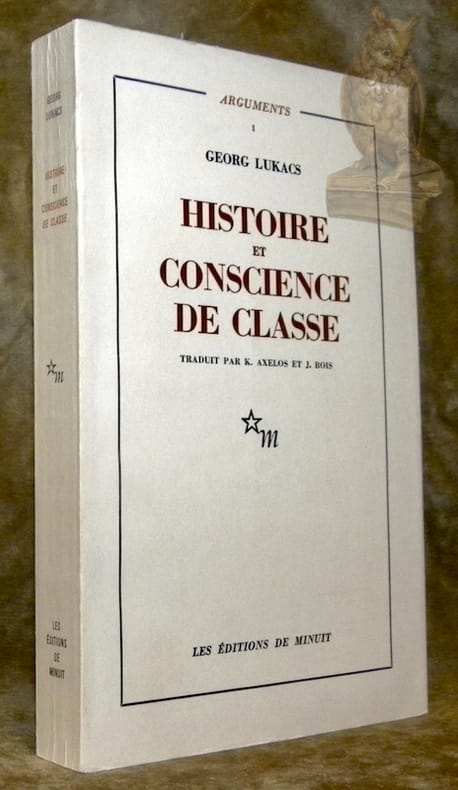 GEORG
LUKACS
HISTOIRE
ET
CONSCIENCE
DE CLASSE
m
LES
ÉDITIONS
DE
MINUIT
ARGUMENTS
1
GEORG LUKACS
HISTOIRE
ET
CONSCIENCE
DE CLASSE
TRADUIT PAR K. AXELOS ET J. BOIS
m
LES ÉDITIONS DE MINUIT